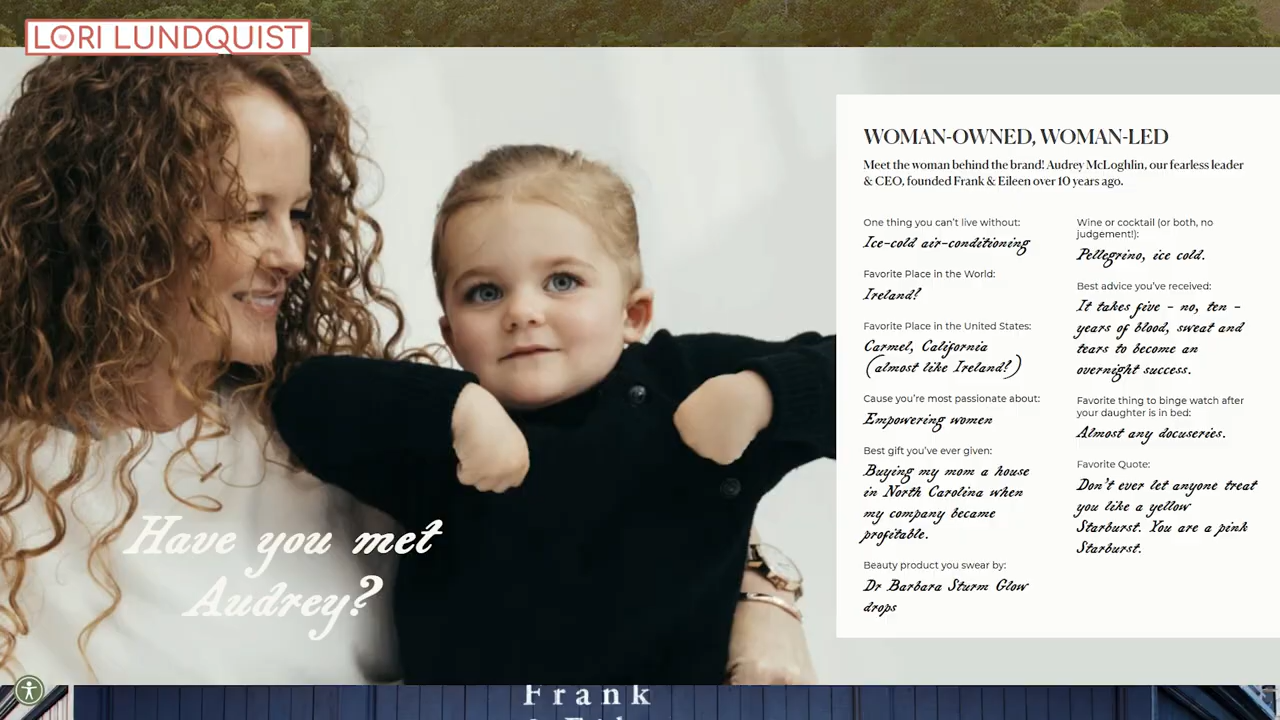 LORI LUNDQUIST
WOMAN-OWNED, WOMAN-LED
Meet the woman behind the brand! Audrey McLoghlin, our fearless leader
& CEO, founded Frank & Eileen over 10 years ago.
One thing you can't live without:
Ice-cold air-conditioning
Favorite Place in the World:
Ireland!
Favorite Place in the United States:
Carmel, California
(almost like Ireland!)
Cause you're most passionate about:
Empowering women
Best gift you've ever given:
Buying my mom a house
in North Carolina when
my company became
profitable.
Beauty product you swear by:
Dr Barbara Sturm Glow
drops
Wine or cocktail (or both, no
judgement!):
Pellegrino, ice cold.
Best advice you've received:
It takes five - no, ten -
years of blood, sweat and
tears to become an
overnight success.
Favorite thing to binge watch after
your daughter is in bed:
Almost any docuseries.
Favorite Quote:
Don't ever let anyone treat
you like a yellow
Starburst. You are a pink
Starburst.
Have you met
Audrey?
Frank